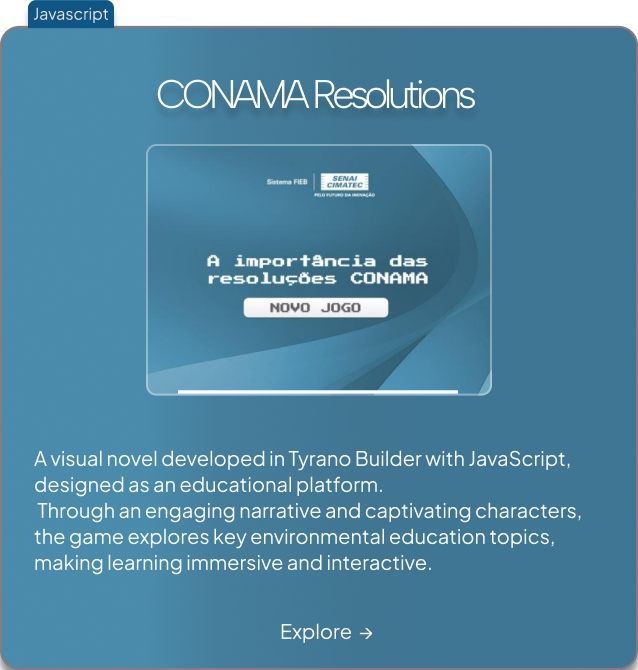 Javascript
CONAMA Resolutions
Sistema FIEB
SENAI
CIMATEC
PELO FUTURO DA INOVAÇÃO
A importância das
resoluções CONAMA
NOVO JOGO
A visual novel developed in Tyrano Builder with JavaScript,
designed as an educational platform.
Through an engaging narrative and captivating characters,
the game explores key environmental education topics,
making learning immersive and interactive.
Explore →